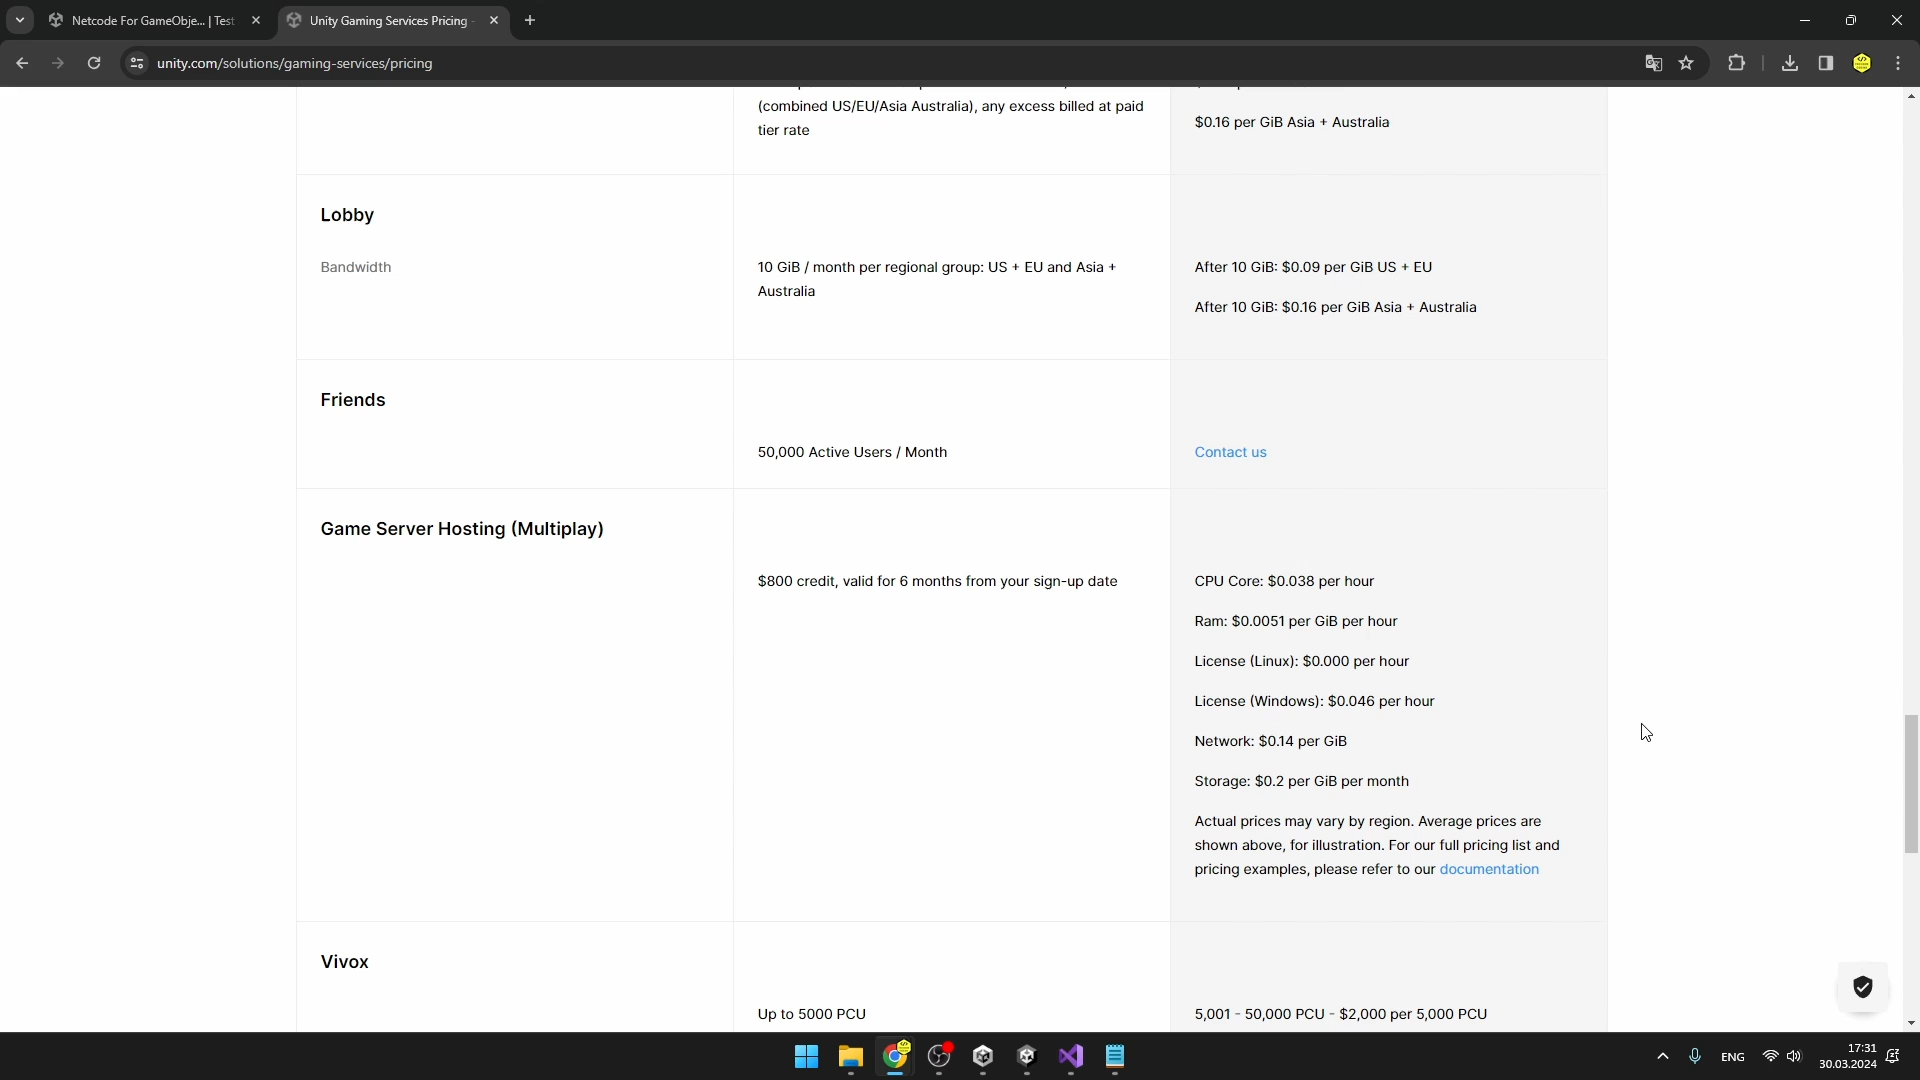 Netcode For GameObje... | Test
Unity Gaming Services Pricing -
unity.com/solutions/gaming-services/pricing
(combined US/EU/Asia Australia), any excess billed at paid
tier rate
$0.16 per GiB Asia + Australia
Lobby
Bandwidth
10 GiB / month per regional group: US + EU and Asia +
Australia
After 10 GiB: $0.09 per GiB US + EU
After 10 GiB: $0.16 per GiB Asia + Australia
Friends
50,000 Active Users / Month
Contact us
Game Server Hosting (Multiplay)
$800 credit, valid for 6 months from your sign-up date
CPU Core: $0.038 per hour
Ram: $0.0051 per GiB per hour
License (Linux): $0.000 per hour
License (Windows): $0.046 per hour
Network: $0.14 per GiB
Storage: $0.2 per GiB per month
Actual prices may vary by region. Average prices are
shown above, for illustration. For our full pricing list and
pricing examples, please refer to our documentation
Vivox
Up to 5000 PCU
5,001 - 50,000 PCU - $2,000 per 5,000 PCU
ENG
17:31
30.03.2024